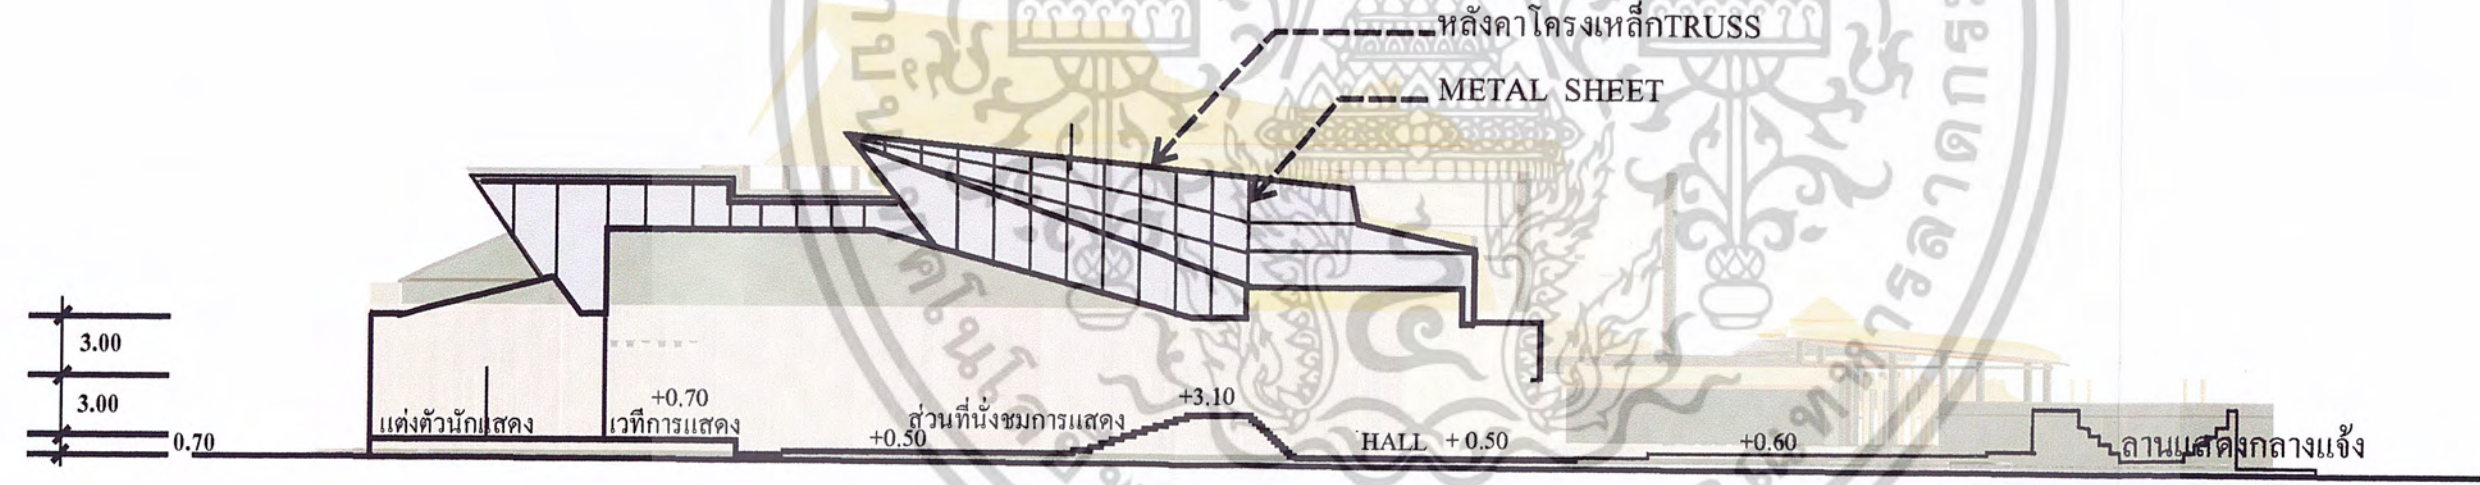 หลังคาโครงเหล็กTRUSS
METAL SHEET
3.00
3.00
0.70
แต่งตัวนักแสดง
+0.70
เวทีการแสดง
ส่วนที่นั่งชมการแสดง
+0.50
+3.10
HALL + 0.50
+0.60
ลานแสดงกลางแจ้ง